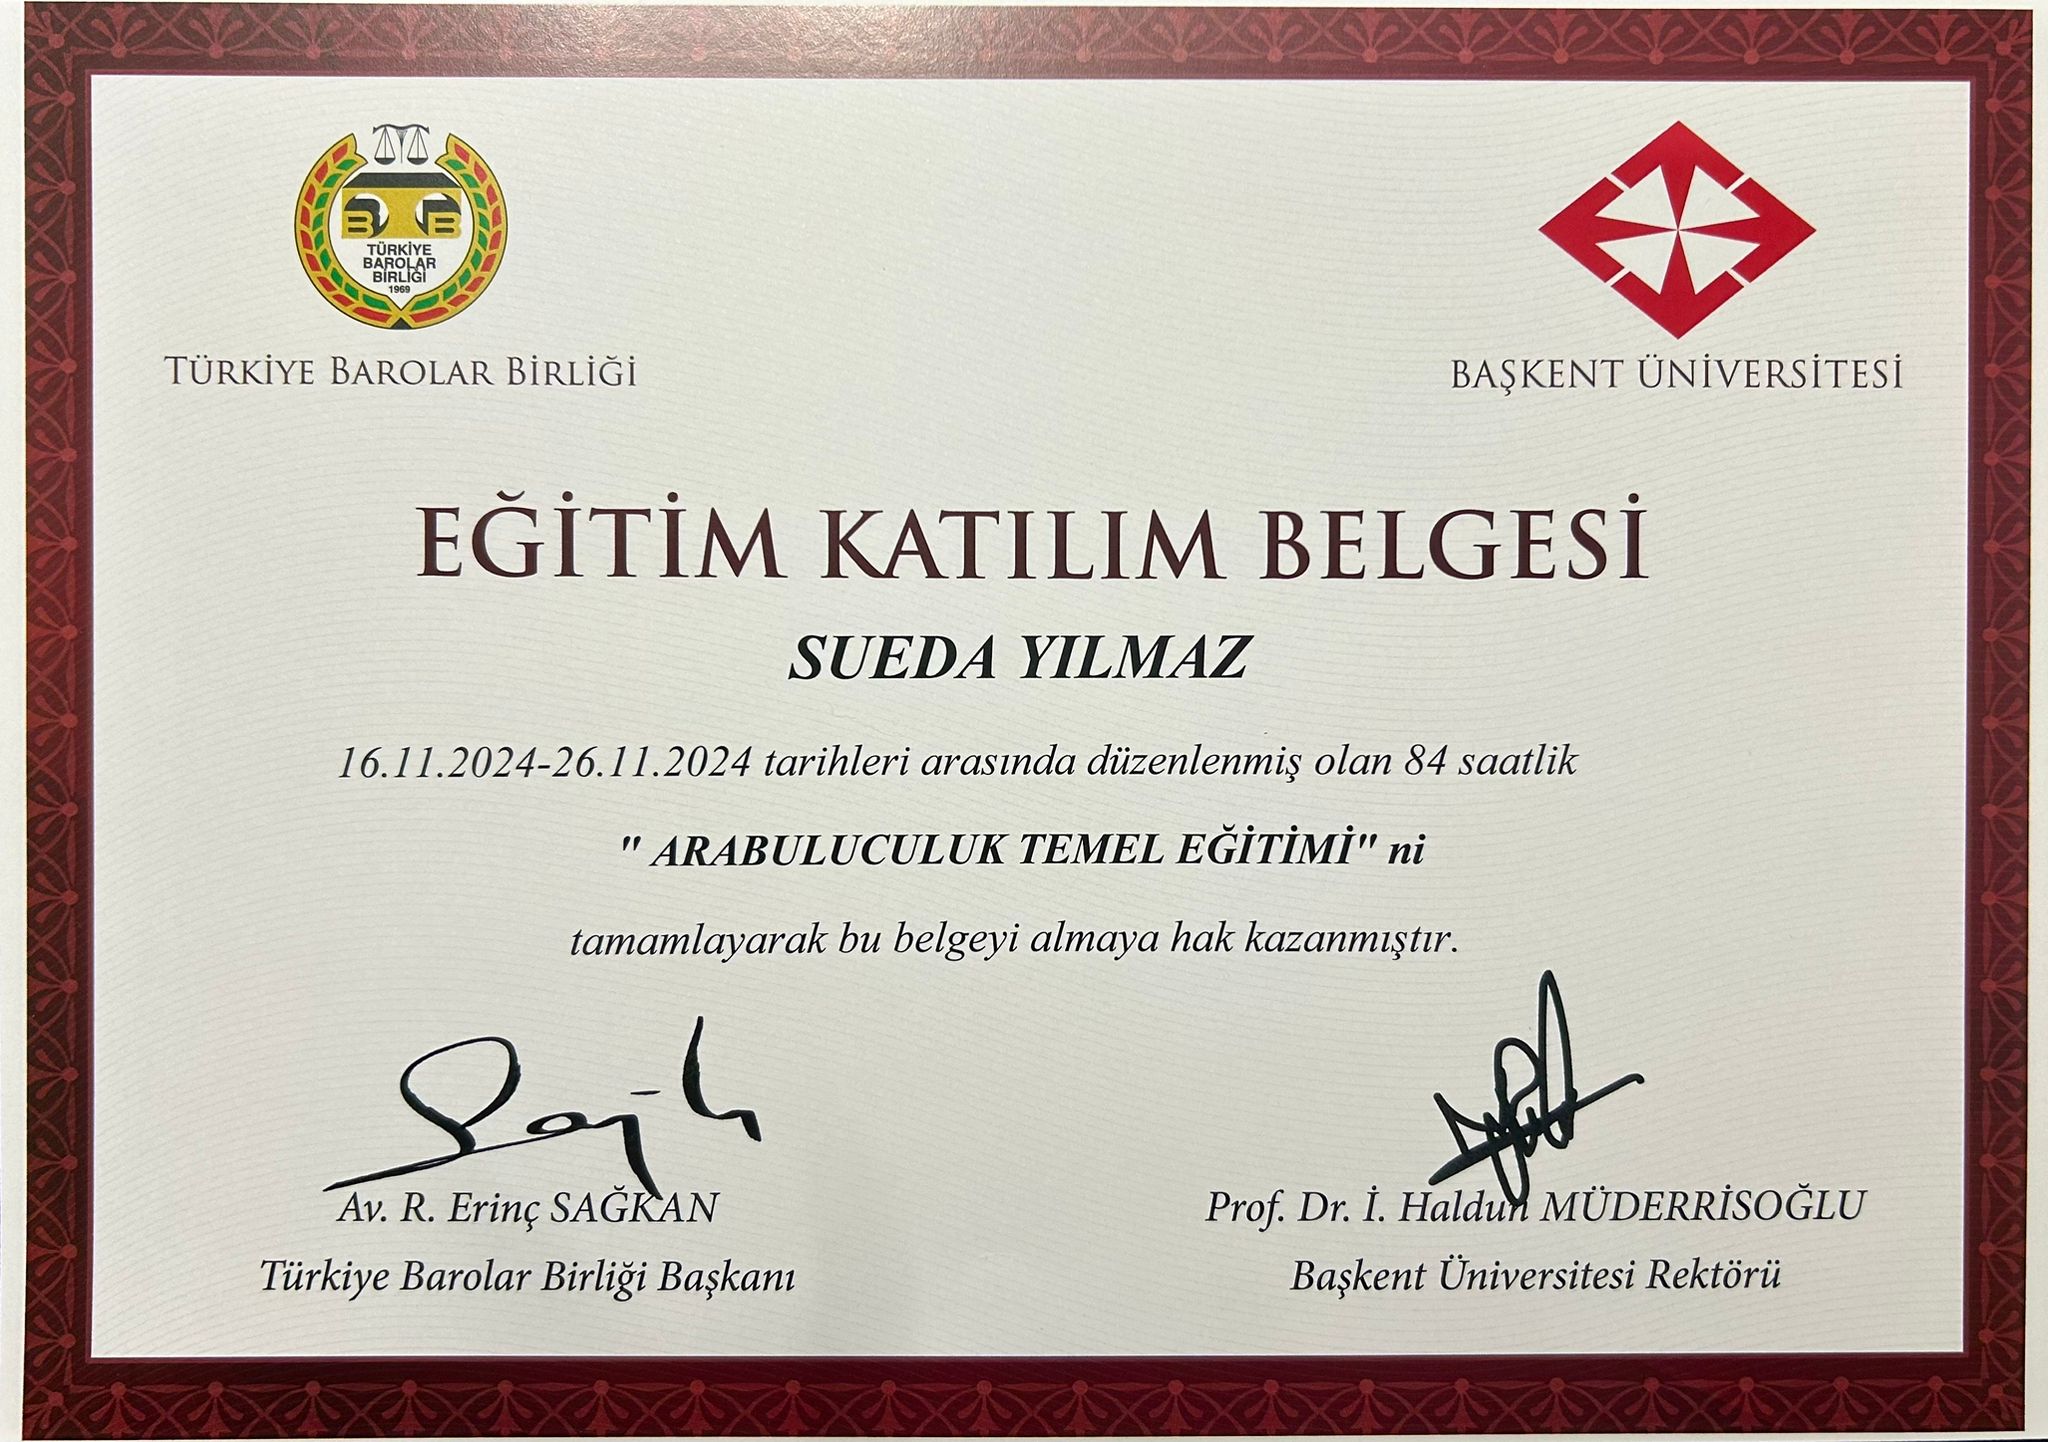 BB
TÜRKİYE
BAROLAR
BİRLİĞİ
1969
TÜRKİYE BAROLAR BİRLİĞİ
BAŞKENT ÜNİVERSİTESİ
EĞİTİM KATILIM BELGESİ
SUEDA YILMAZ
16.11.2024-26.11.2024 tarihleri arasında düzenlenmiş olan 84 saatlik
" ARABULUCULUK TEMEL EĞİTİMİ" ni
tamamlayarak bu belgeyi almaya hak kazanmıştır.
Av. R. Erinç SAĞKAN
Türkiye Barolar Birliği Başkanı
Prof. Dr. İ. Haldun MÜDERRİSOĞLU
Başkent Üniversitesi Rektörü